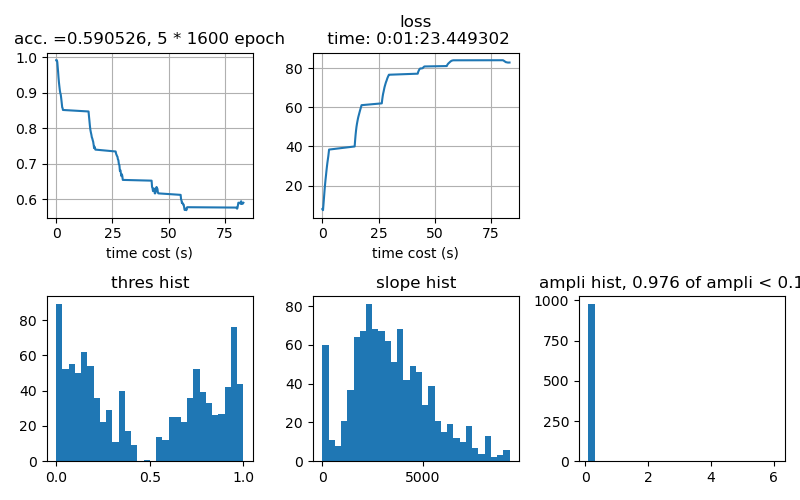 acc. =0.590526, 5 * 1600 epoch
loss
time: 0:01:23.449302
1.0
0.9
0.8
0.7
0.6
0 25 50 75
time cost (s)
80
60
40
20
0 25 50 75
time cost (s)
thres hist
80
60
40
20
0
0.0 0.5 1.0
slope hist
80
60
40
20
0
0 5000
ampli hist, 0.976 of ampli < 0.1
1000
750
500
250
0
0 2 4 6